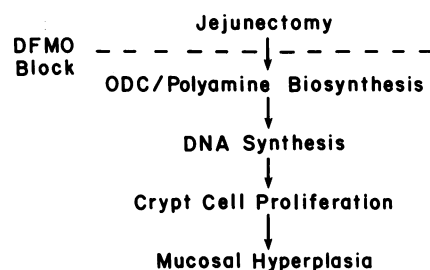 Jejunectomy
DFMO
Block
ODC/Polyamine Biosynthesis
DNA Synthesis
Crypt Cell Proliferation
Mucosal Hyperplasia